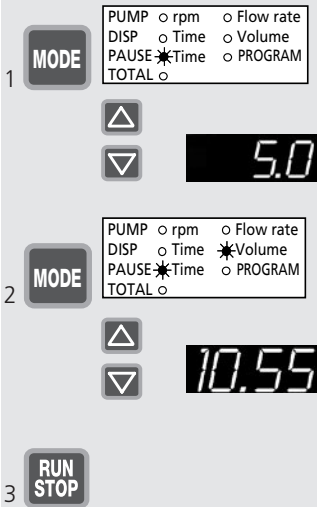 PUMP rpm Flow rate
DISP Time Volume
PAUSE Time PROGRAM
TOTAL
1 MODE
5.0
PUMP rpm Flow rate
DISP Time Volume
PAUSE Time PROGRAM
TOTAL
2 MODE
10.55
3 RUN
STOP